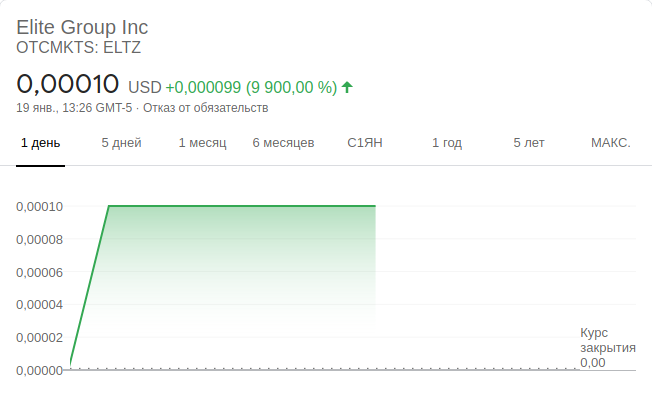 Elite Group Inc
OTCMKTS: ELTZ
0,00010 USD +0,000099 (9 900,00 %)
19 янв., 13:26 GMT-5 · Отказ от обязательств
1 день 5 дней 1 месяц 6 месяцев С1ЯН 1 год 5 лет МАКС.
0,00010
0,00008
0,00006
0,00004
0,00002
0,00000
Курс
закрытия
0,00